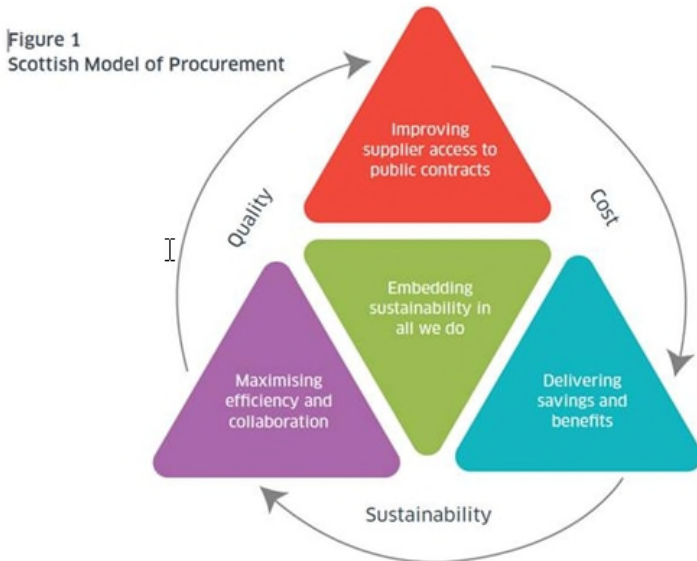 Figure 1
Scottish Model of Procurement
Improving
supplier access to
public contracts
Quality
Cost
Embedding
sustainability in
all we do
Maximising
efficiency and
collaboration
Delivering
savings and
benefits
Sustainability